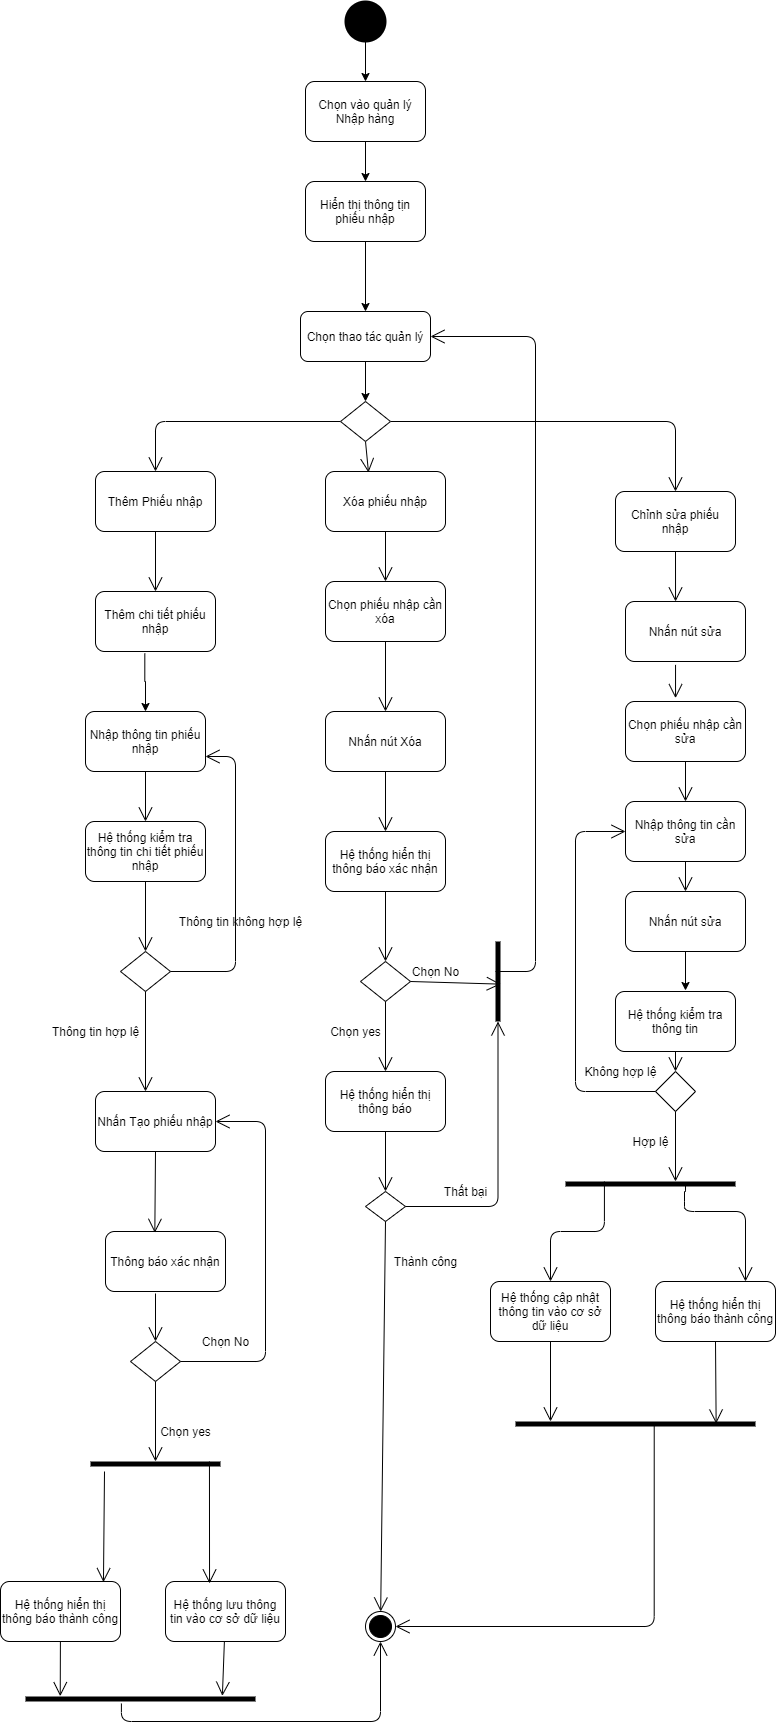 Chọn vào quản lý
Nhập hàng
Hiển thị thông tịn
phiếu nhập
Chọn thao tác quản lý
Thêm Phiếu nhập
Xóa phiếu nhập
Chỉnh sửa phiếu
nhập
Thêm chi tiết phiếu
nhập
Chọn phiếu nhập cần
xóa
Nhấn nút sửa
Nhập thông tin phiếu
nhập
Nhấn nút Xóa
Chọn phiếu nhập cần
sửa
Hệ thống kiểm tra
thông tin chi tiết phiếu
nhập
Hệ thống hiển thị
thông báo xác nhận
Nhập thông tin cần
sửa
Nhấn nút sửa
Thông tin không hợp lệ
Chọn No
Thông tin hợp lệ
Chọn yes
Hệ thống kiểm tra
thông tin
Không hợp lệ
Nhấn Tạo phiếu nhập
Hệ thống hiển thị
thông báo
Hợp lệ
Thất bại
Thông báo xác nhận
Thành công
Hệ thống cập nhật
thông tin vào cơ sở
dữ liệu
Hệ thống hiển thị
thông báo thành công
Chọn No
Chọn yes
Hệ thống hiển thị
thông báo thành công
Hệ thống lưu thông
tin vào cơ sở dữ liệu